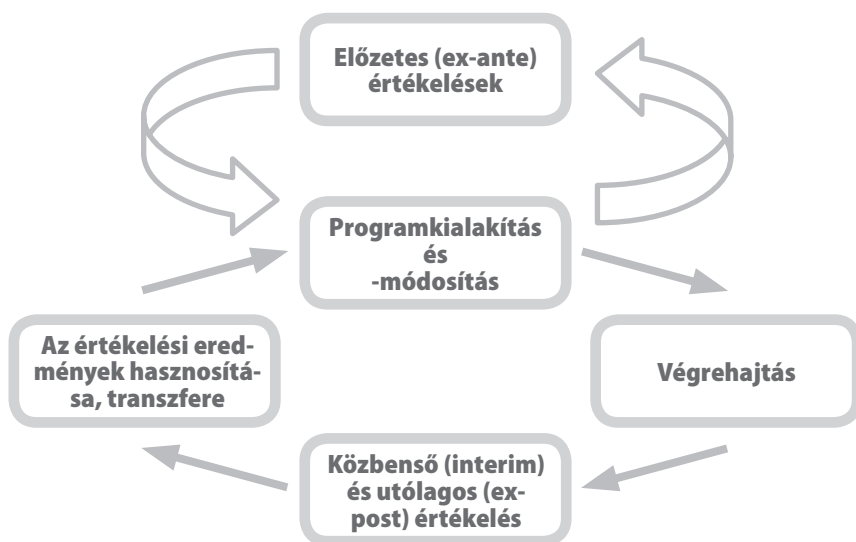 Előzetes (ex-ante)
értékelések
Programkialakítás
és
-módosítás
Az értékelési ered-
mények hasznosítá-
sa, transzfere
Végrehajtás
Közbenső (interim)
és utólagos (ex-
post) értékelés